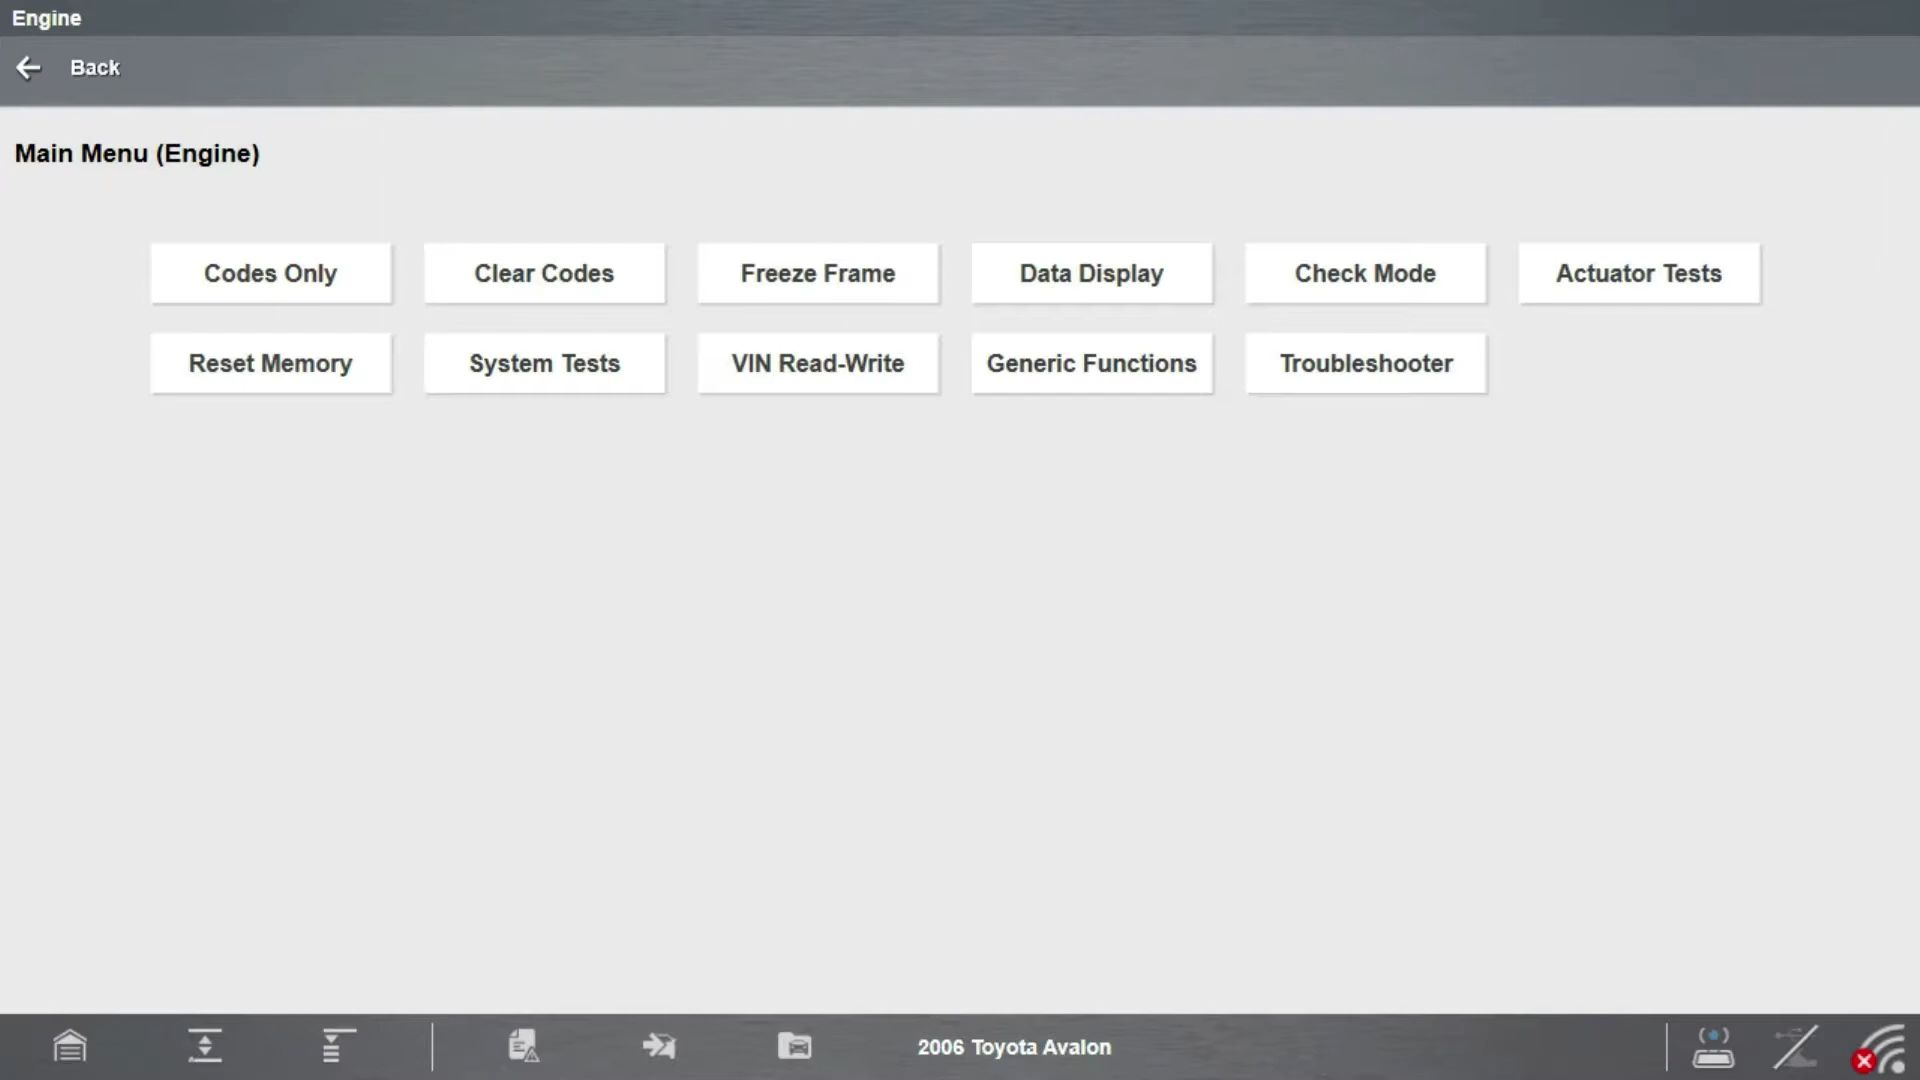 Engine
Back
Main Menu (Engine)
Codes Only
Clear Codes
Freeze Frame
Data Display
Check Mode
Actuator Tests
Reset Memory
System Tests
VIN Read-Write
Generic Functions
Troubleshooter
2006 Toyota Avalon